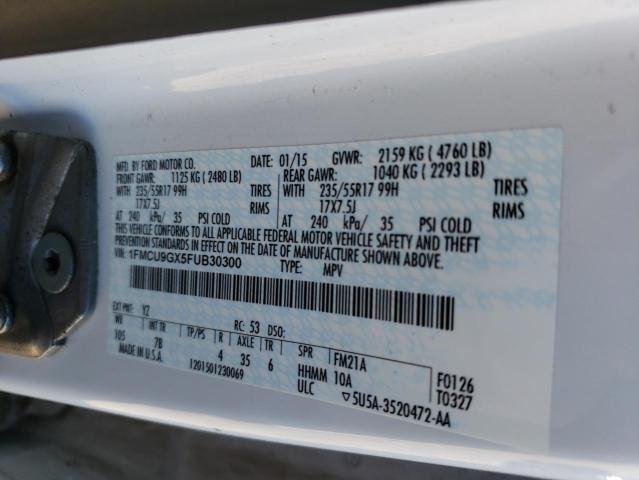 MFD. BY FORD MOTOR CO.
DATE: 01/15 GVWR: 2159 KG ( 4760 LB)
FRONT GAWR: 1125 KG ( 2480 LB) REAR GAWR: 1040 KG ( 2293 LB)
WITH 235/55R17 99H TIRES WITH 235/55R17 99H TIRES
17X7.5J RIMS 17X7.5J RIMS
AT 240 kPa/ 35 PSI COLD AT 240 kPa/ 35 PSI COLD
THIS VEHICLE CONFORMS TO ALL APPLICABLE FEDERAL MOTOR VEHICLE SAFETY AND THEFT
PREVENTION STANDARDS IN EFFECT ON THE DATE OF MANUFACTURE SHOWN ABOVE.
VIN: 1FMCU9GX5FUB30300 TYPE: MPV
EXT PNT: YZ RC: 53 DSO:
WB INT TR TP/PS R AXLE TR SPR FM21A
105 7B 4 35 6 HHMM 10A F0126
MADE IN U.S.A. 1201501230069 ULC T0327
▽5U5A-3520472-AA